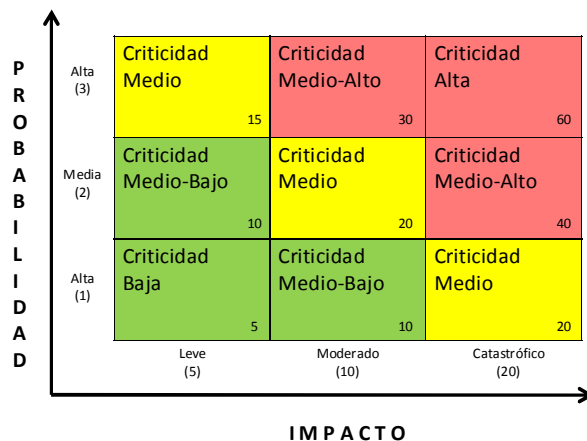 PROBABILIDAD
Alta
(3)
Criticidad
Medio
15
Criticidad
Medio-Alto
30
Criticidad
Alta
60
Media
(2)
Criticidad
Medio-Bajo
10
Criticidad
Medio
20
Criticidad
Medio-Alto
40
Alta
(1)
Criticidad
Baja
5
Criticidad
Medio-Bajo
10
Criticidad
Medio
20
Leve
(5)
Moderado
(10)
Catastrófico
(20)
IMPACTO